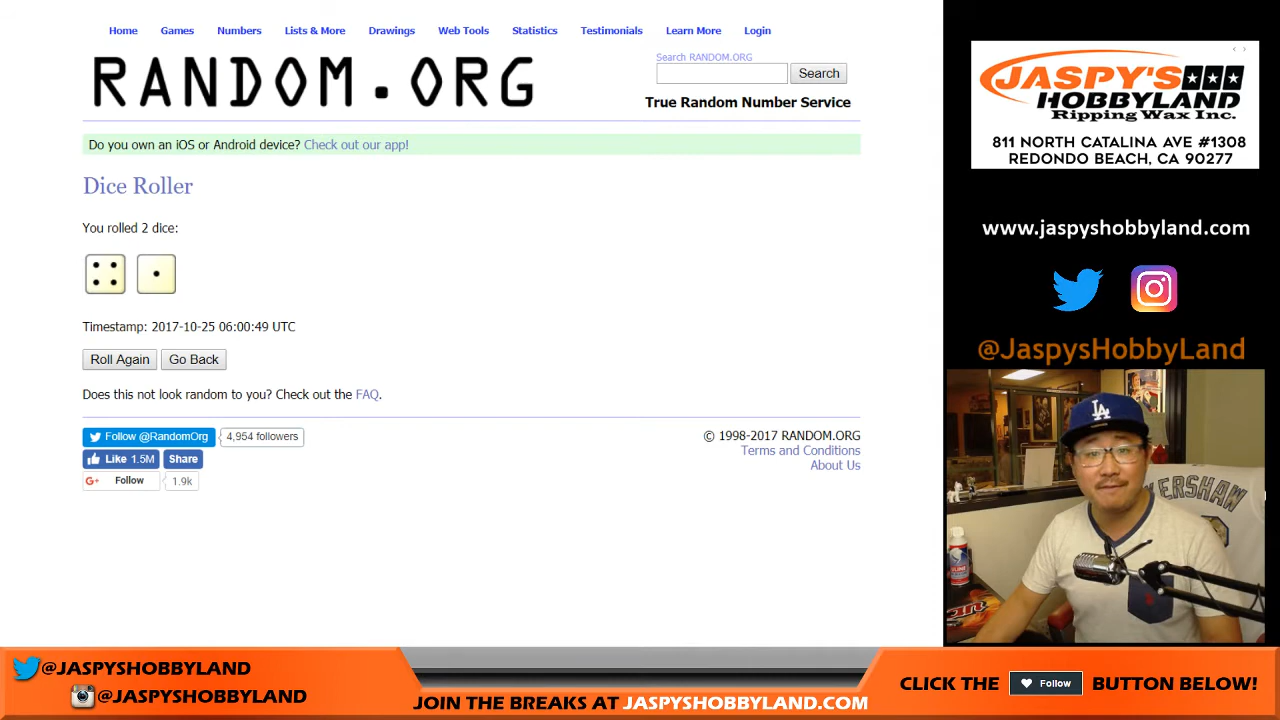 Home Games Numbers Lists & More Drawings Web Tools Statistics Testimonials Learn More Login
RANDOM.ORG
Search RANDOM.ORG
Search
True Random Number Service
Do you own an iOS or Android device? Check out our app!
Dice Roller
You rolled 2 dice:
Timestamp: 2017-10-25 06:00:49 UTC
Roll Again Go Back
Does this not look random to you? Check out the FAQ.
Follow @RandomOrg 4,954 followers
Like 1.5M Share
G+ Follow 1.9k
© 1998-2017 RANDOM.ORG
Terms and Conditions
About Us
JASPY'S
HOBBYLAND
Ripping Wax Inc.
811 NORTH CATALINA AVE #1308
REDONDO BEACH, CA 90277
www.jaspyshobbyland.com
@JaspysHobbyLand
LA
KERSHAW
@JASPYSHOBBYLAND
@JASPYSHOBBYLAND
JOIN THE BREAKS AT JASPYSHOBBYLAND.COM
CLICK THE Follow BUTTON BELOW!